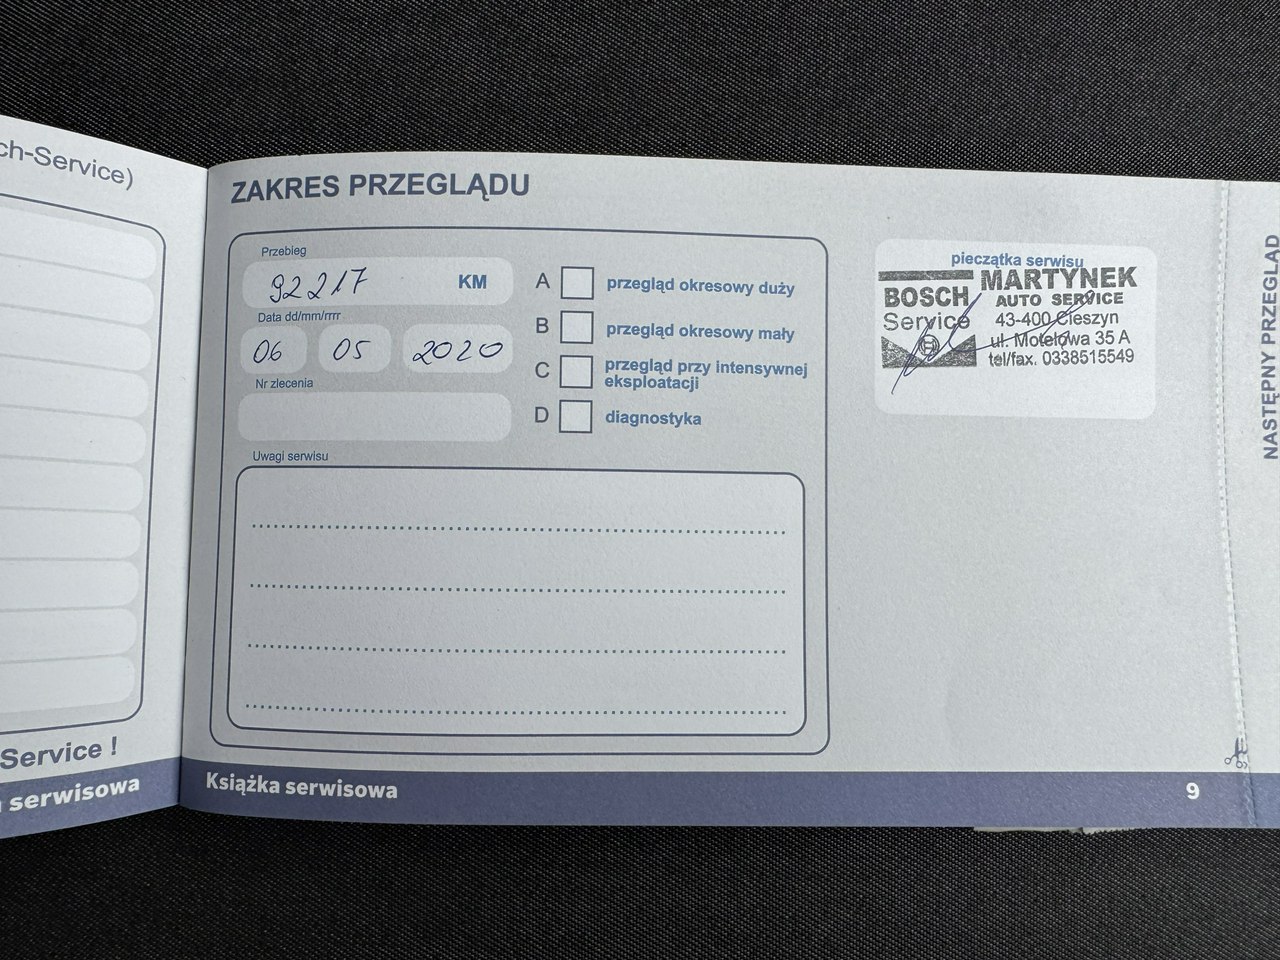 ch-Service)
Service !
serwisowa
ZAKRES PRZEGLĄDU
Przebieg
92217 KM
Data dd/mm/rrrr
06 05 2020
Nr zlecenia
A przegląd okresowy duży
B przegląd okresowy mały
C przegląd przy intensywnej
eksploatacji
D diagnostyka
Uwagi serwisu
pieczątka serwisu
BOSCH
Service
MARTYNEK
AUTO SERVICE
43-400 Cieszyn
ul. Motelowa 35 A
tel/fax. 0338515549
Książka serwisowa
9
NASTĘPNY PRZEGLĄD